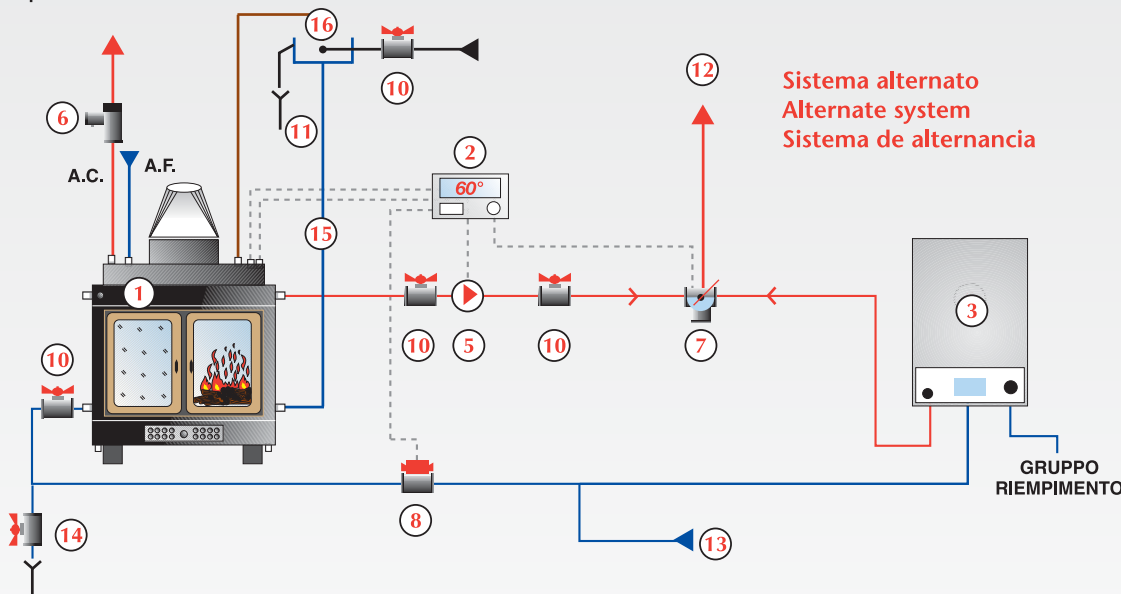 16
10
12
Sistema alternato
Alternate system
Sistema de alternancia
6
11
2
A.F.
A.C.
60°
15
1
3
10
10
5
10
7
GRUPPO
RIEMPIMENTO
8
14
13